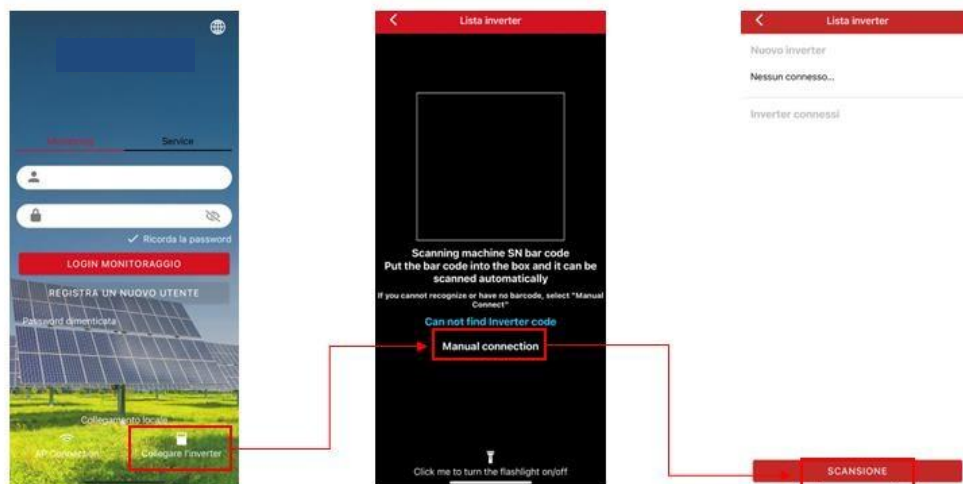 Monitoring
Service
Ricorda la password
LOGIN MONITORAGGIO
REGISTRA UN NUOVO UTENTE
Password dimenticata
Collegamento locale
AP Connection
Collegare l'inverter
Lista inverter
Scanning machine SN bar code
Put the bar code into the box and it can be
scanned automatically
If you cannot recognize or have no barcode, select "Manual
Connect"
Can not find Inverter code
Manual connection
Click me to turn the flashlight on/off
Lista inverter
Nuovo inverter
Nessun connesso...
Inverter connessi
SCANSIONE